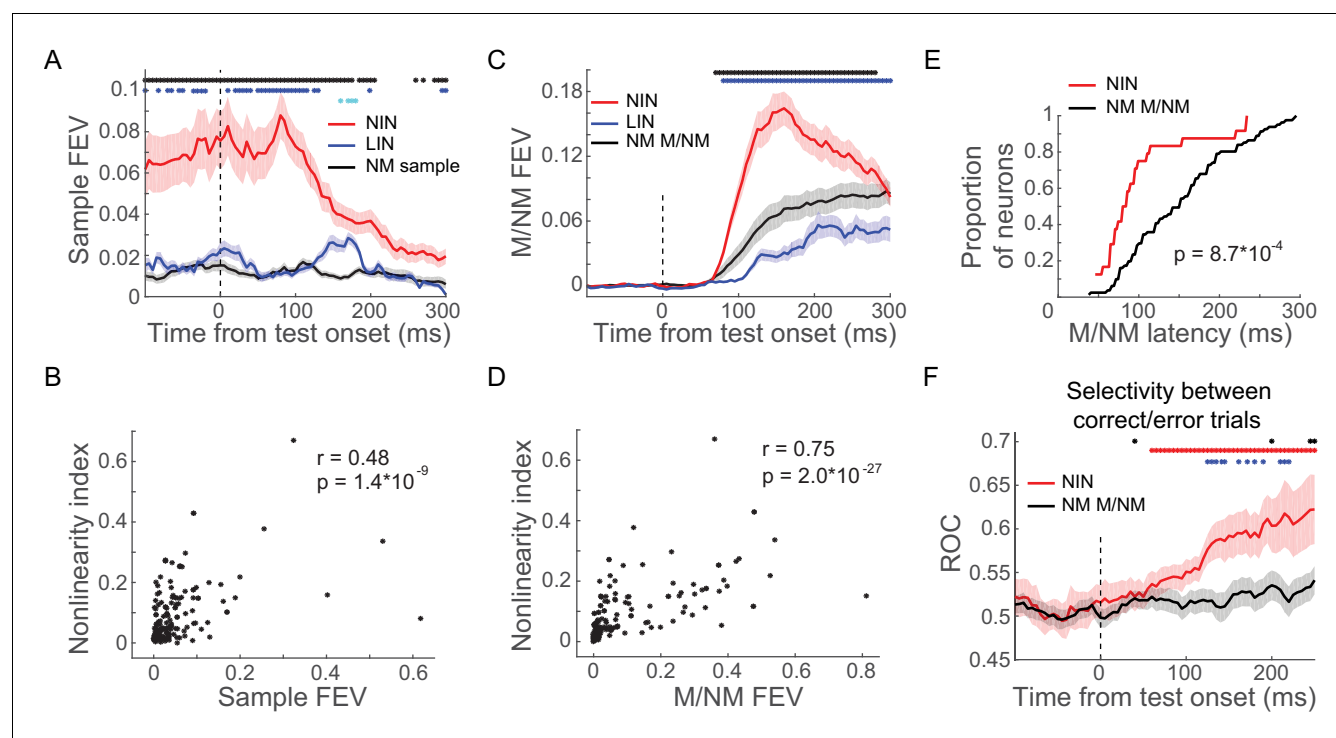 A
Sample FEV
0.1
0.08
0.06
0.04
0.02
0
NIN
LIN
NM sample
0
100
200
300
Time from test onset (ms)
C
M/NM FEV
0.18
0.12
0.06
0
NIN
LIN
NM M/NM
0
100
200
300
Time from test onset (ms)
E
NIN
NM M/NM
Proportion
of neurons
1
0.8
0.6
0.4
0.2
p = 8.7*10-4
0
100
200
300
M/NM latency (ms)
B
Nonlinearity index
0.6
0.4
0.2
0
r = 0.48
p = 1.4*10-9
0
0.2
0.4
0.6
Sample FEV
D
Nonlinearity index
0.6
0.4
0.2
0
r = 0.75
p = 2.0*10-27
0
0.2
0.4
0.6
0.8
M/NM FEV
F
Selectivity between
correct/error trials
ROC
0.7
0.65
0.6
0.55
0.5
0.45
NIN
NM M/NM
0
100
200
Time from test onset (ms)